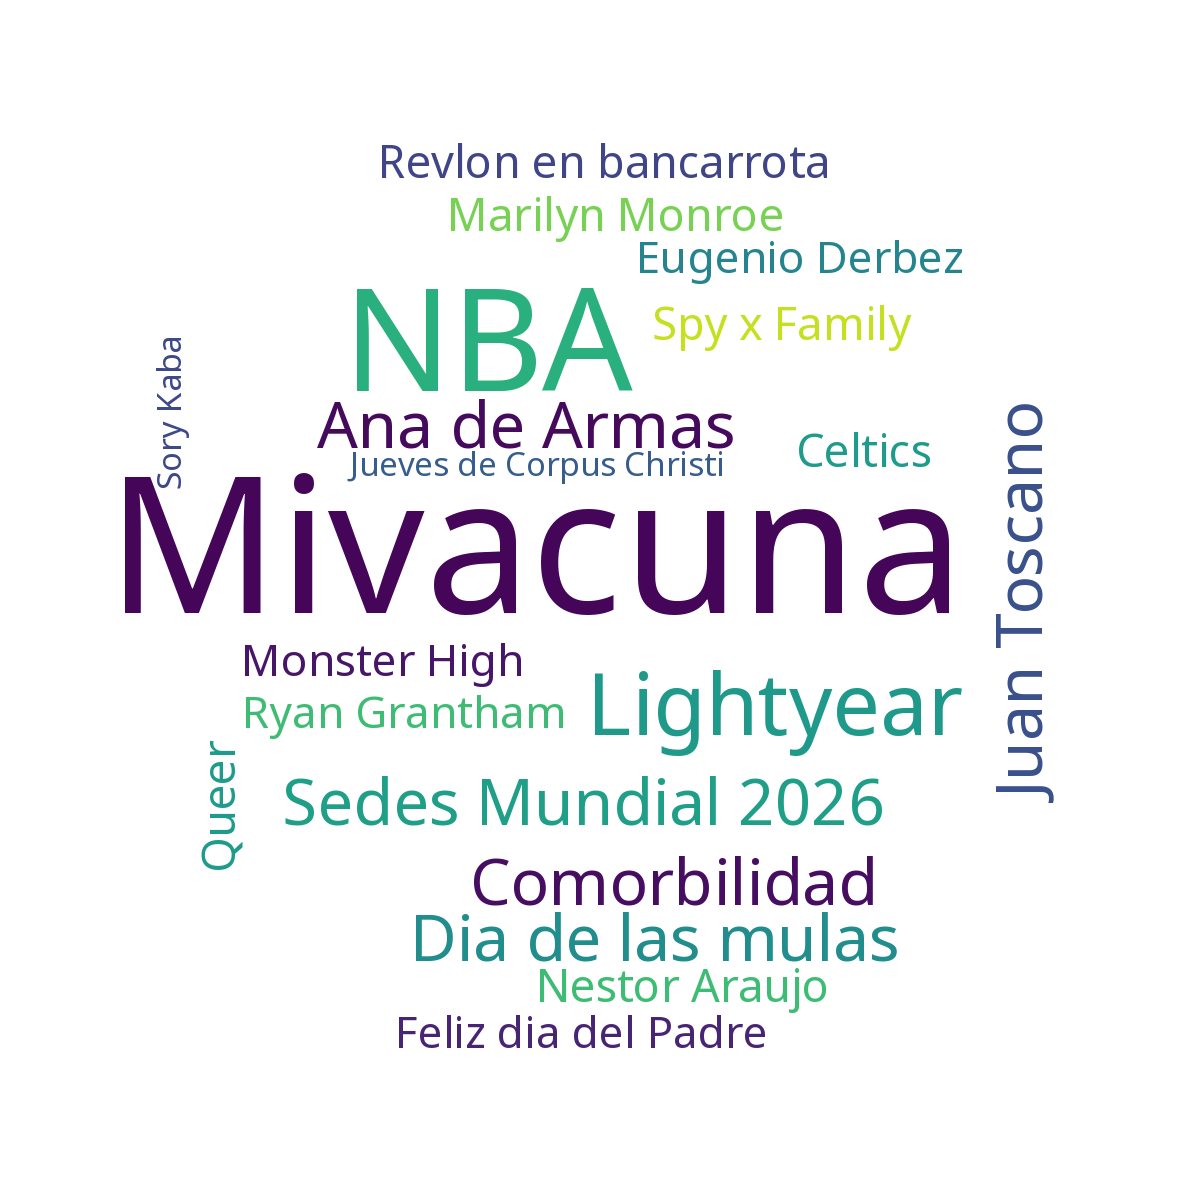 Revlon en bancarrota
Marilyn Monroe
Eugenio Derbez
NBA
Spy x Family
Sory Kaba
Ana de Armas
Celtics
Jueves de Corpus Christi
Juan Toscano
Mivacuna
Monster High
Lightyear
Ryan Grantham
Queer
Sedes Mundial 2026
Comorbilidad
Dia de las mulas
Nestor Araujo
Feliz dia del Padre